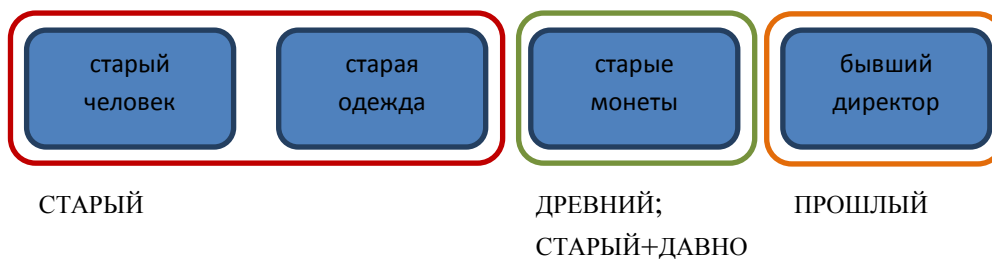 старый
человек
старая
одежда
старые
монеты
бывший
директор
СТАРЫЙ
ДРЕВНИЙ;
СТАРЫЙ+ДАВНО
ПРОШЛЫЙ